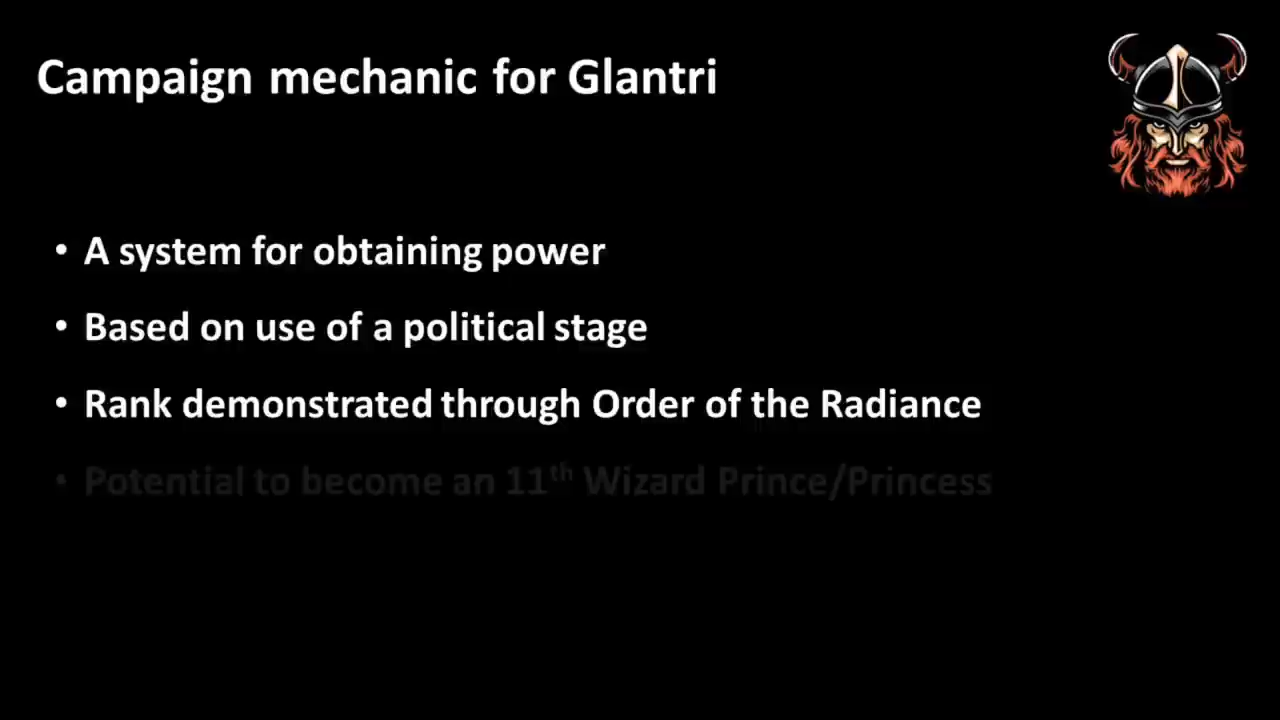 Campaign mechanic for Glantri
• A system for obtaining power
• Based on use of a political stage
• Rank demonstrated through Order of the Radiance
• Potential to become an 11th Wizard Prince/Princess